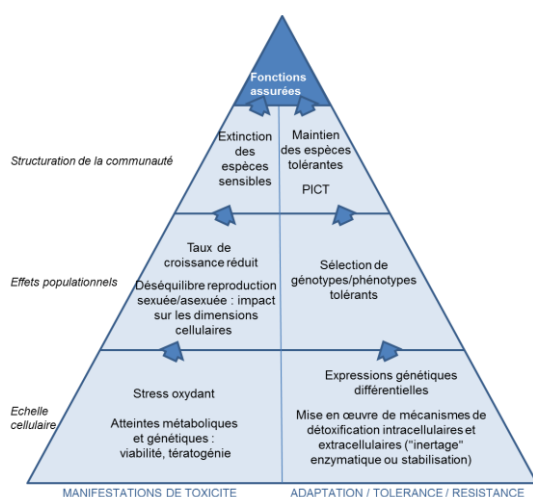 Fonctions
assurées
Structuration de la communauté
Extinction
des
espèces
sensibles
Maintien
des espèces
tolérantes
PICT
Effets populationnels
Taux de
croissance réduit
Déséquilibre reproduction
sexuée/asexuée : impact
sur les dimensions
cellulaires
Sélection de
génotypes/phénotypes
tolérants
Echelle
cellulaire
Stress oxydant
Atteintes métaboliques
et génétiques :
viabilité, tératogénie
Expressions génétiques
différentielles
Mise en œuvre de mécanismes de
détoxification intracellulaires et
extracellulaires ("inertage"
enzymatique ou stabilisation)
MANIFESTATIONS DE TOXICITE
ADAPTATION / TOLERANCE / RESISTANCE